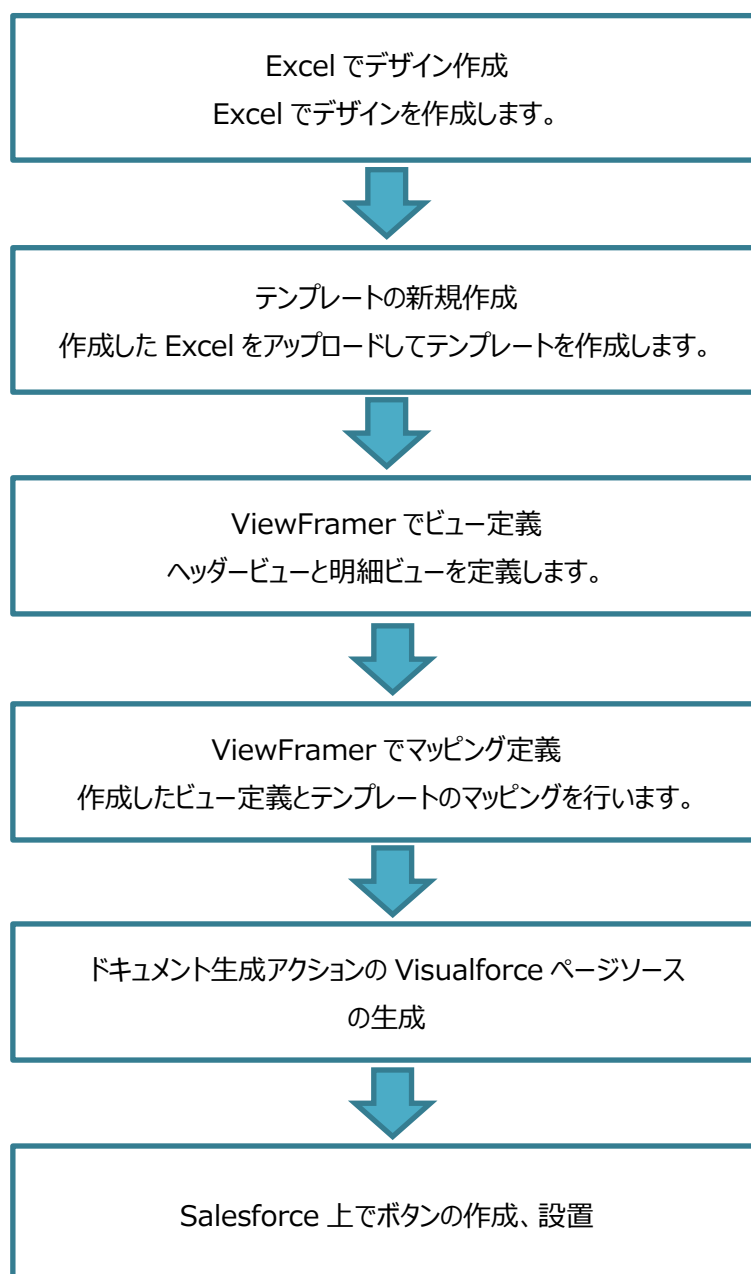 Excel でデザイン作成
Excel でデザインを作成します。
テンプレートの新規作成
作成した Excel をアップロードしてテンプレートを作成します。
ViewFramer でビュー定義
ヘッダービューと明細ビューを定義します。
ViewFramer でマッピング定義
作成したビュー定義とテンプレートのマッピングを行います。
ドキュメント生成アクションの Visualforce ページソース
の生成
Salesforce 上でボタンの作成、設置